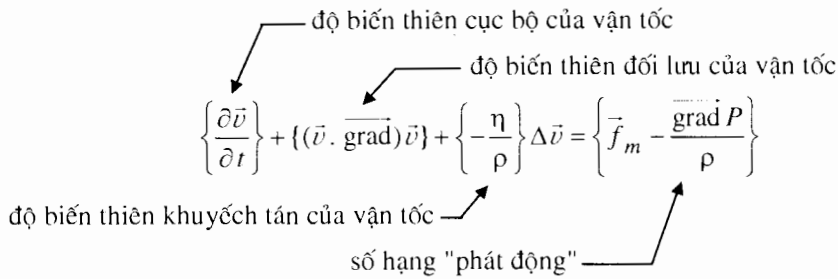 độ biến thiên cục bộ của vận tốc
độ biến thiên đối lưu của vận tốc
{∂v⃗/∂t} + {(v⃗ . grad⃗)v⃗} + {−η/ρ} Δv⃗ = {f⃗ₘ − grad⃗ P/ρ}
độ biến thiên khuyếch tán của vận tốc
số hạng "phát động"